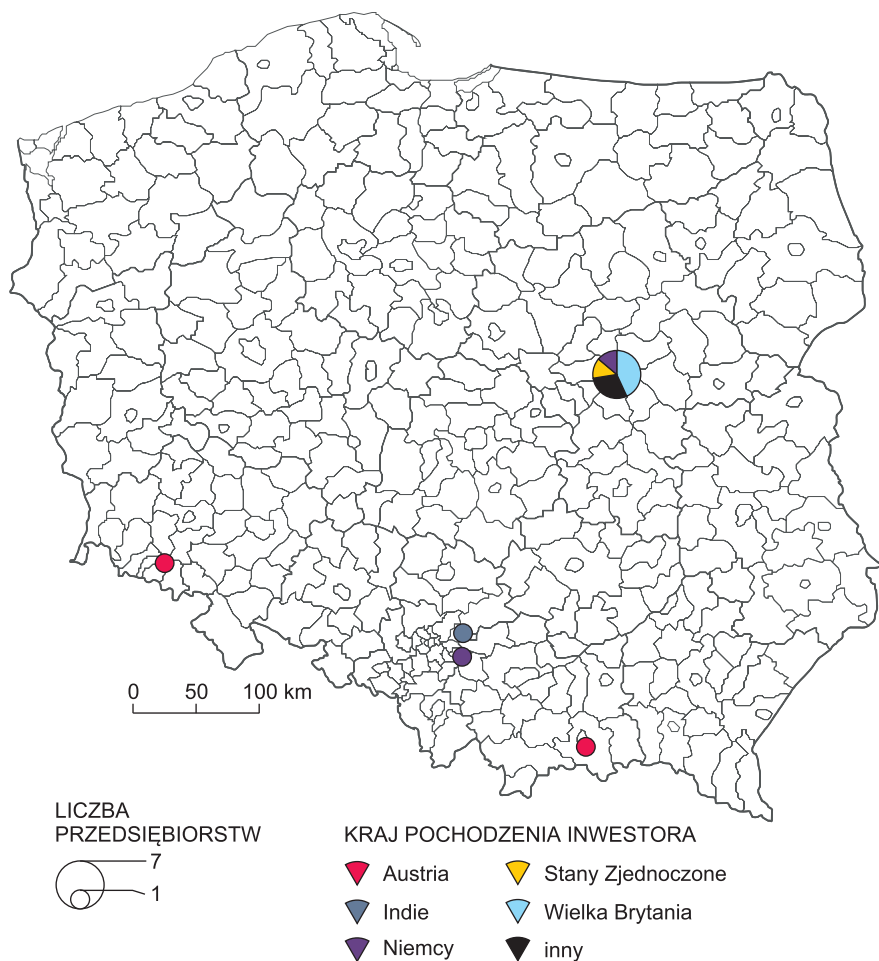 0 50 100 km
LICZBA
PRZEDSIĘBIORSTW
7
1
KRAJ POCHODZENIA INWESTORA
Austria
Indie
Niemcy
Stany Zjednoczone
Wielka Brytania
inny